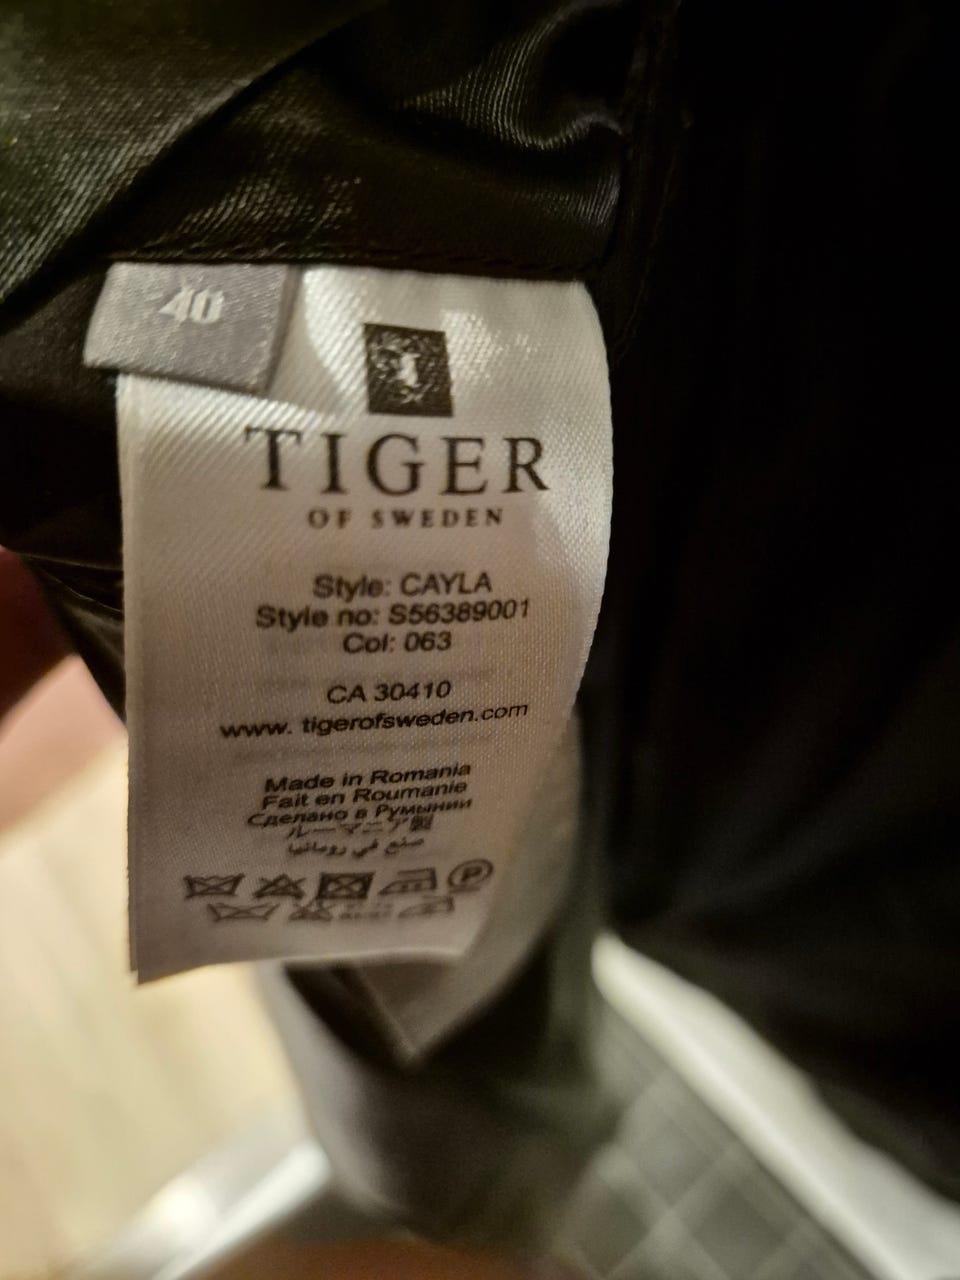 40
TIGER
OF SWEDEN
Style: CAYLA
Style no: S56389001
Col: 063
CA 30410
www. tigerofsweden.com
Made in Romania
Fait en Roumanie
Сделано в Румынии
ルーマニア製
صنع في رومانيا
P